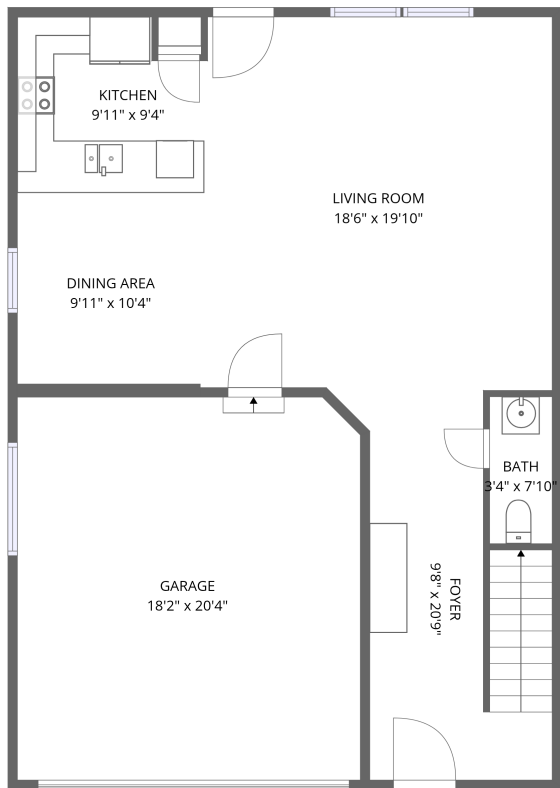 KITCHEN
9'11" x 9'4"
LIVING ROOM
18'6" x 19'10"
DINING AREA
9'11" x 10'4"
BATH
3'4" x 7'10"
GARAGE
18'2" x 20'4"
FOYER
9'8" x 20'9"